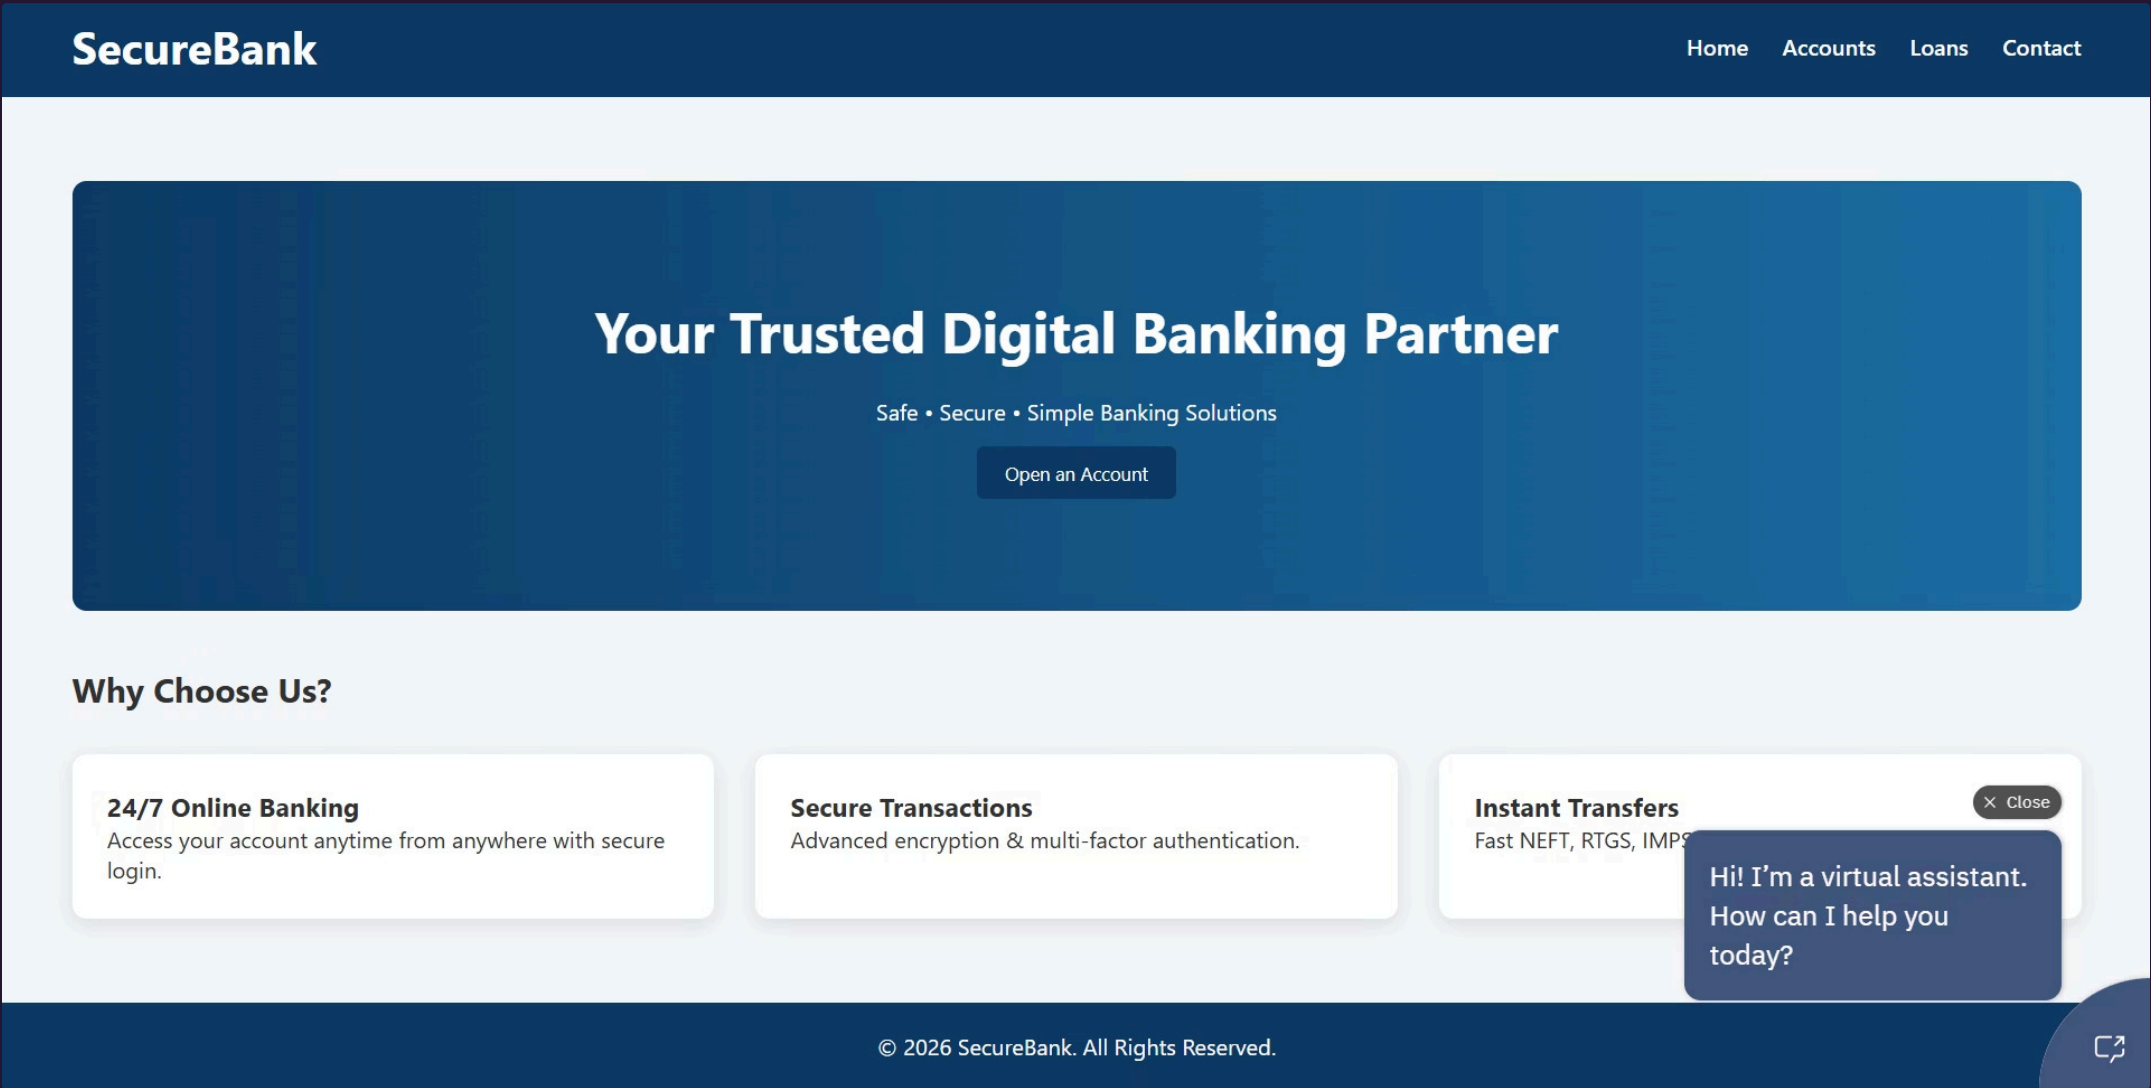 SecureBank
Home
Accounts
Loans
Contact
Your Trusted Digital Banking Partner
Safe • Secure • Simple Banking Solutions
Open an Account
Why Choose Us?
24/7 Online Banking
Access your account anytime from anywhere with secure
login.
Secure Transactions
Advanced encryption & multi-factor authentication.
Instant Transfers
Fast NEFT, RTGS, IMPS
Close
Hi! I’m a virtual assistant.
How can I help you
today?
© 2026 SecureBank. All Rights Reserved.